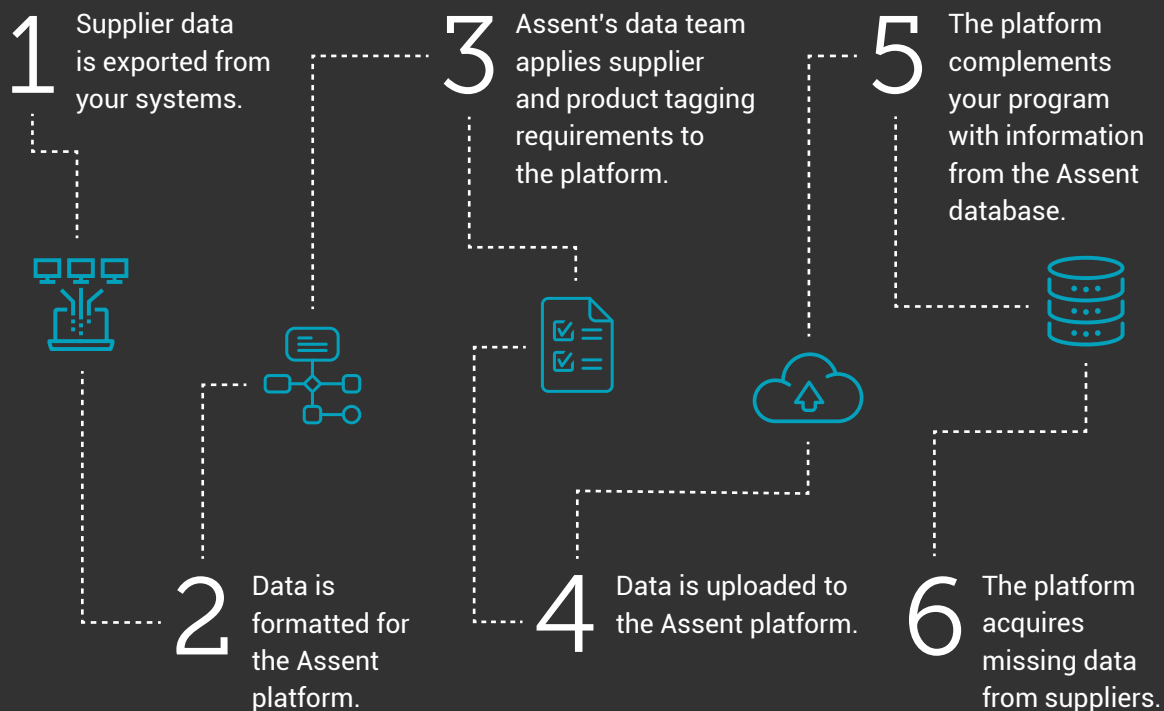 1
Supplier data
is exported from
your systems.
2
Data is
formatted for
the Assent
platform.
3
Assent's data team
applies supplier
and product tagging
requirements to
the platform.
4
Data is uploaded to
the Assent platform.
5
The platform
complements
your program
with information
from the Assent
database.
6
The platform
acquires
missing data
from suppliers.